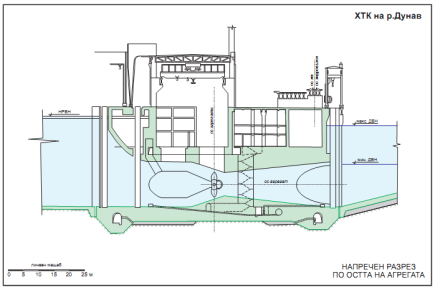 ХТК на р.Дунав
НРВН
макс. ДВН
мин. ДВН
ос агрегат
линеен мащаб
0 5 10 15 20 25 м
НАПРЕЧЕН РАЗРЕЗ
ПО ОСТТА НА АГРЕГАТА